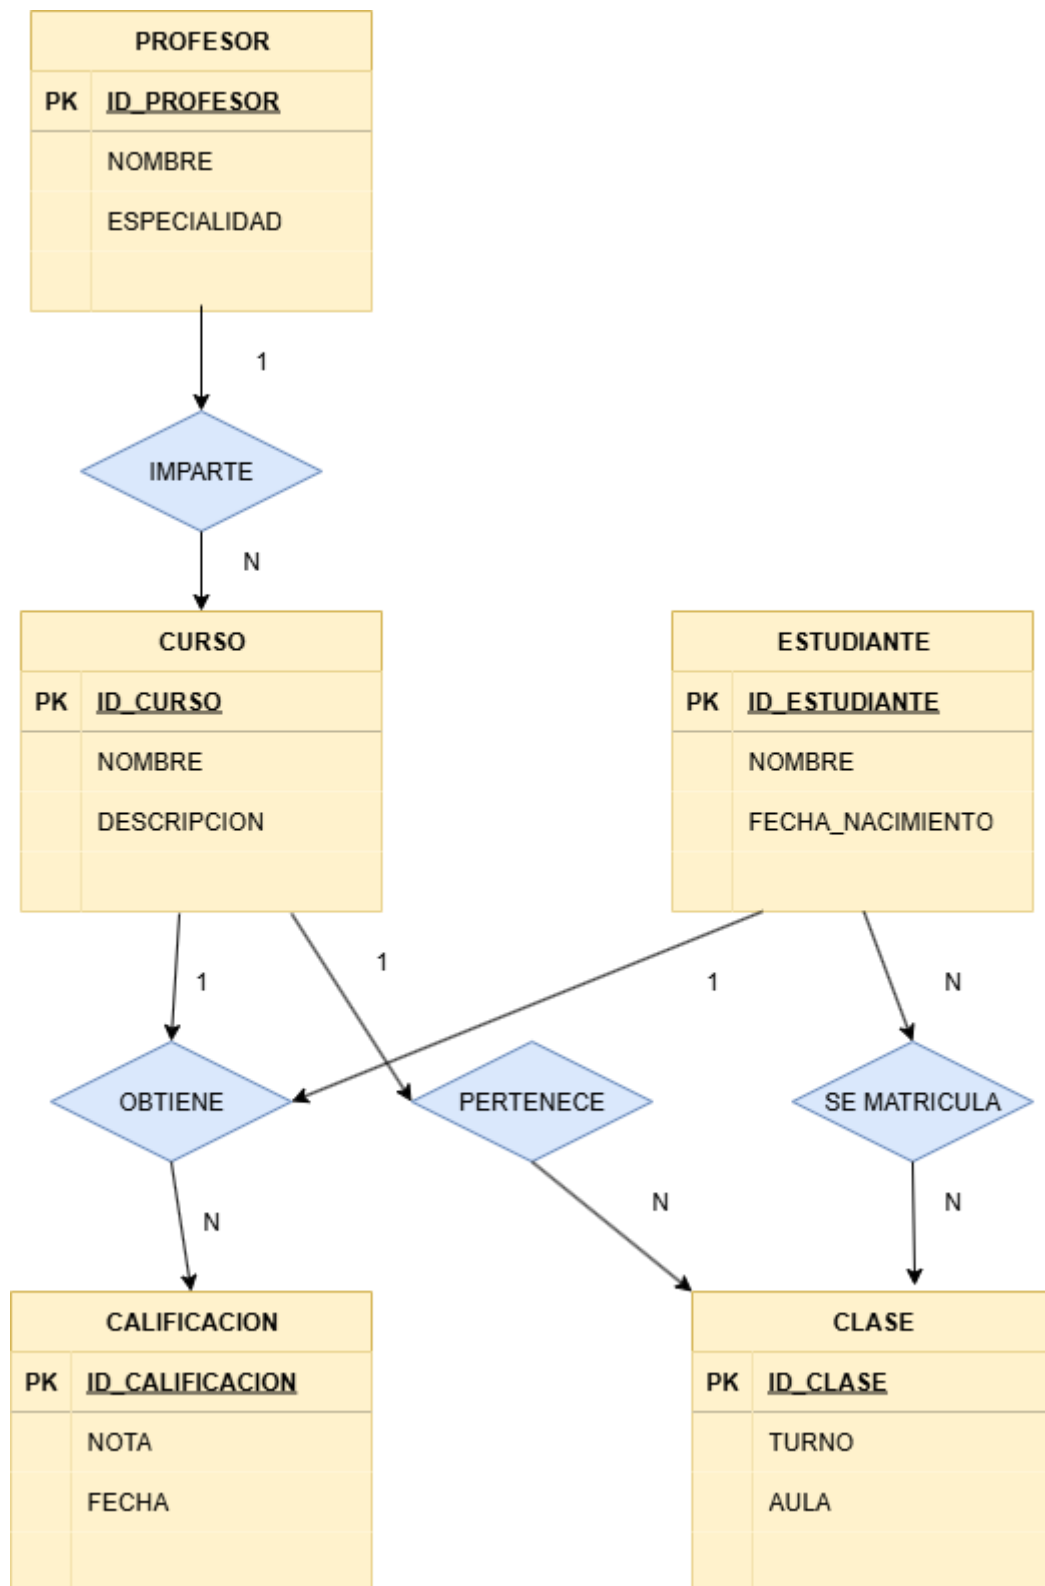 PROFESOR
PK ID_PROFESOR
NOMBRE
ESPECIALIDAD
1
IMPARTE
N
CURSO
PK ID_CURSO
NOMBRE
DESCRIPCION
ESTUDIANTE
PK ID_ESTUDIANTE
NOMBRE
FECHA_NACIMIENTO
1
1
1
N
OBTIENE
PERTENECE
SE MATRICULA
N
N
N
CALIFICACION
PK ID_CALIFICACION
NOTA
FECHA
CLASE
PK ID_CLASE
TURNO
AULA